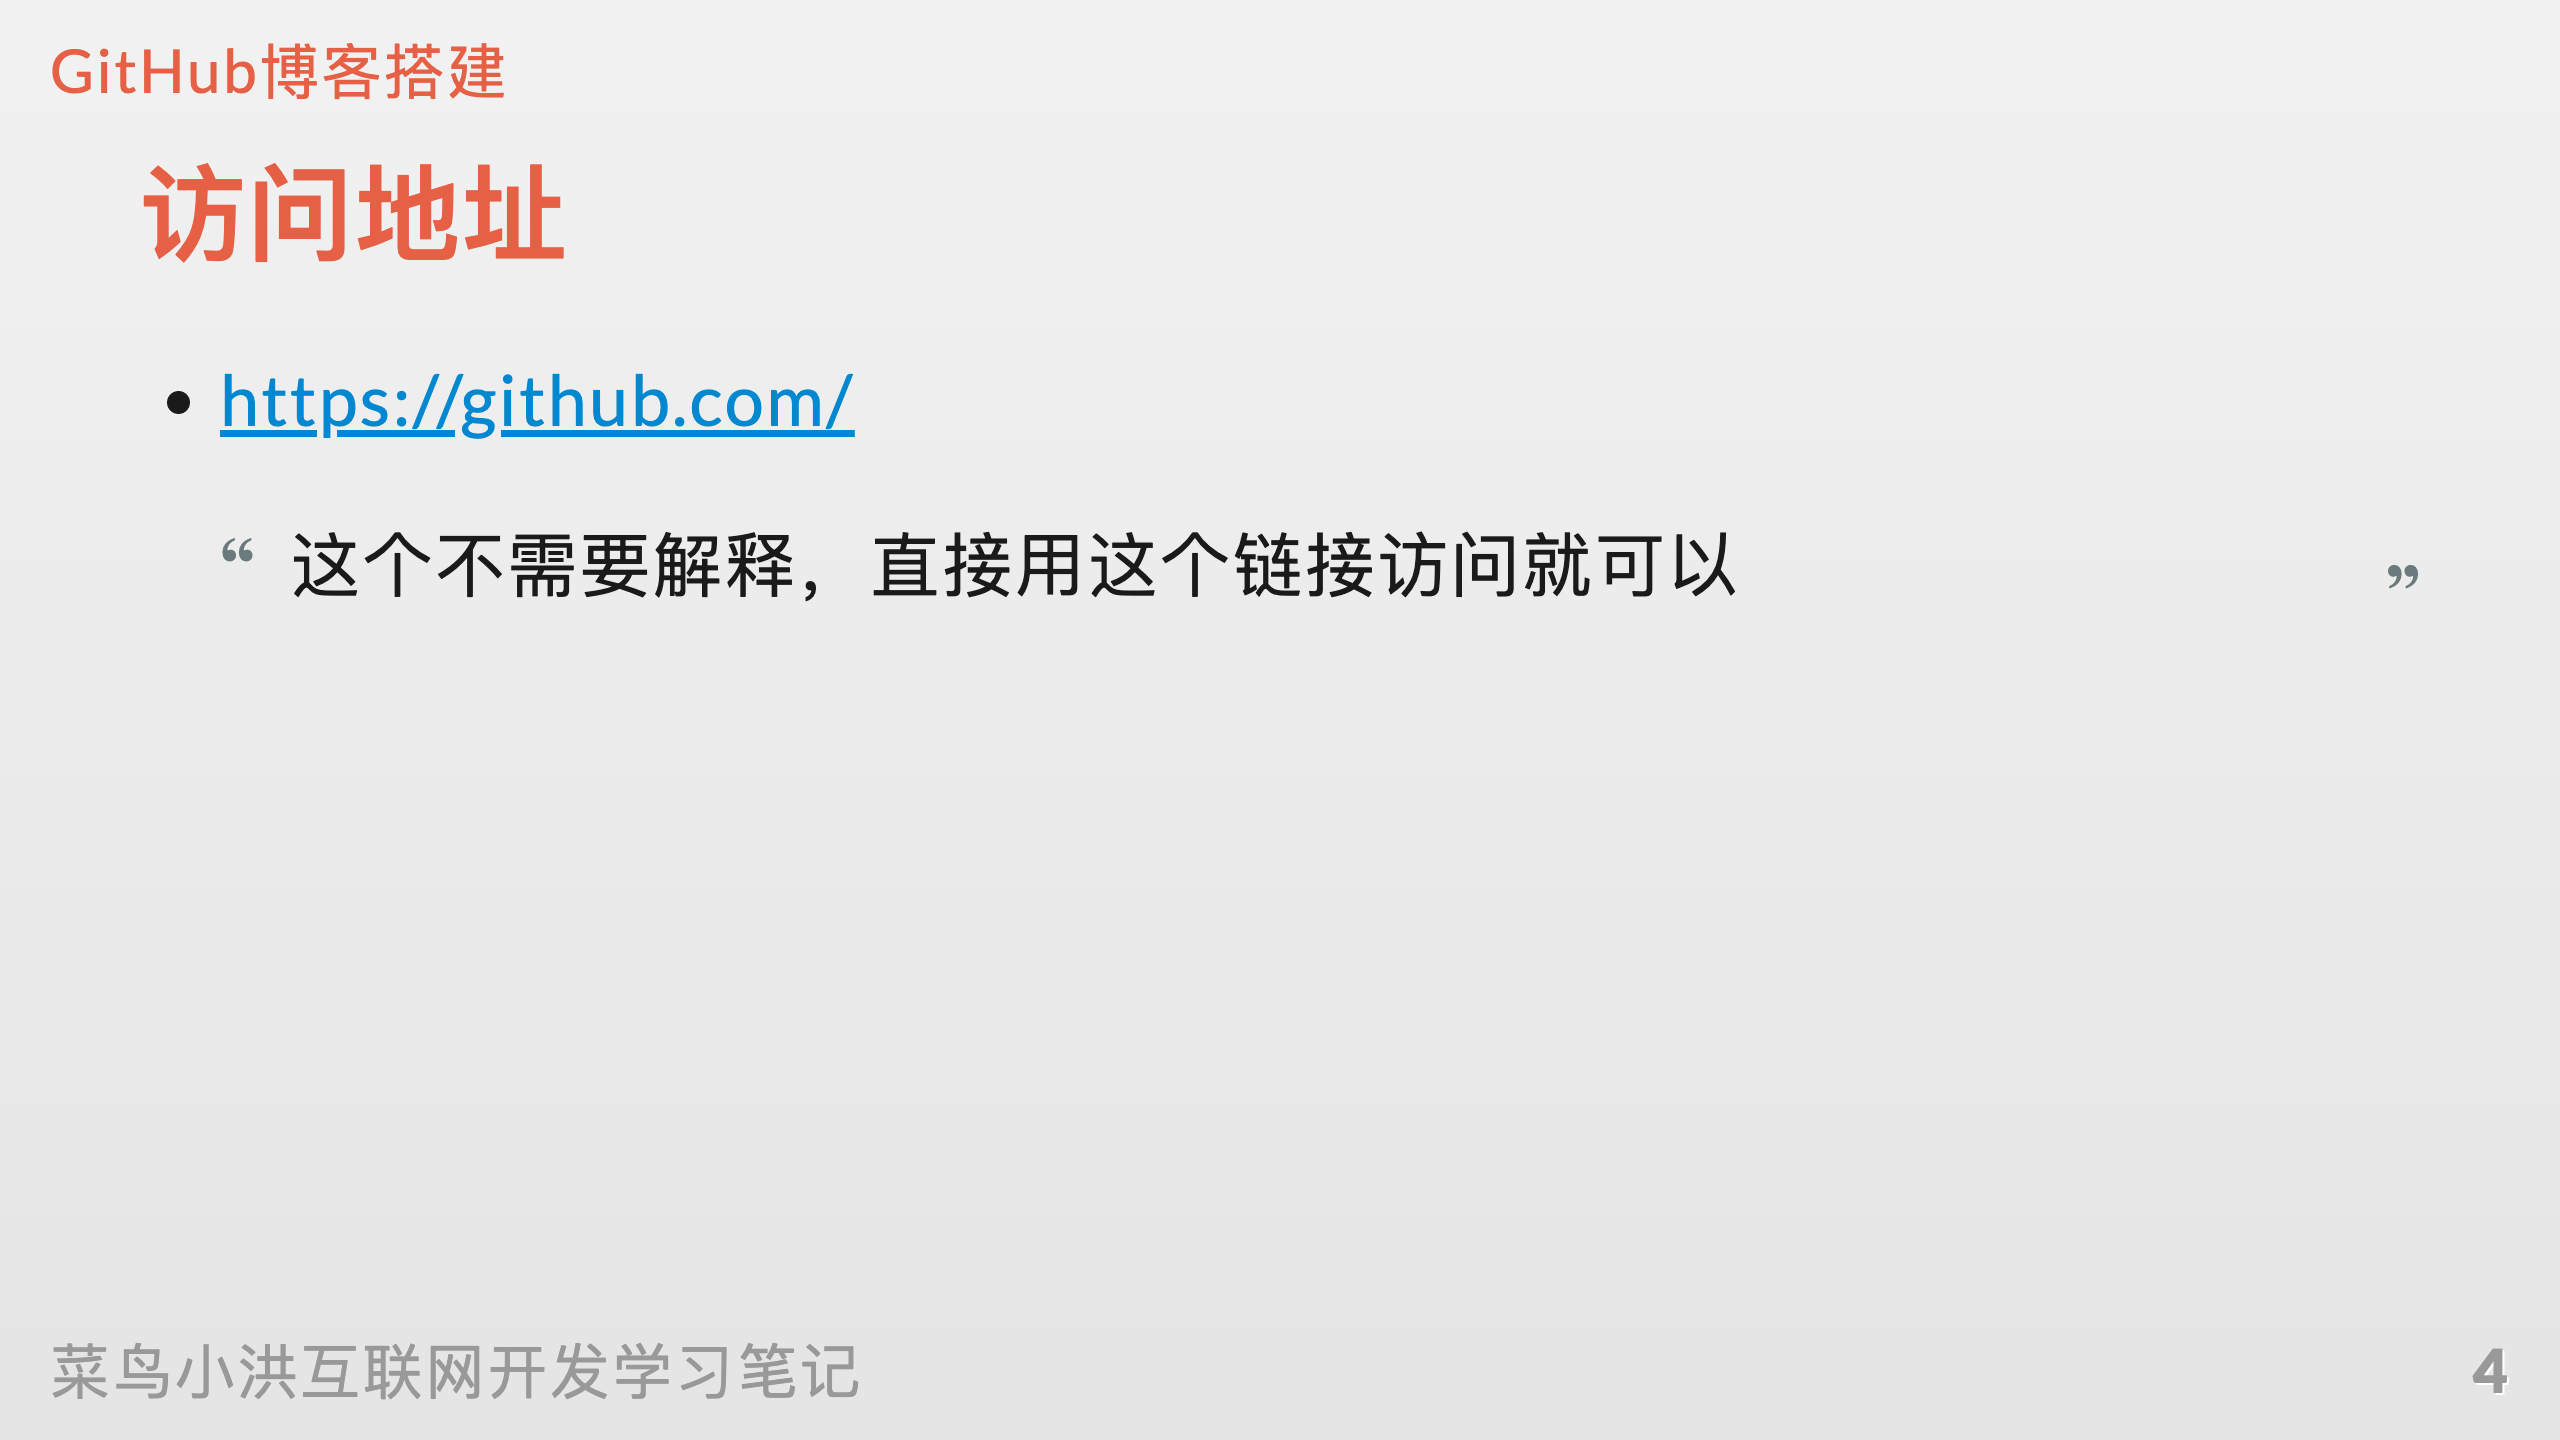 GitHub博客搭建
访问地址
• https://github.com/
“ 这个不需要解释，直接用这个链接访问就可以 ”
菜鸟小洪互联网开发学习笔记
4